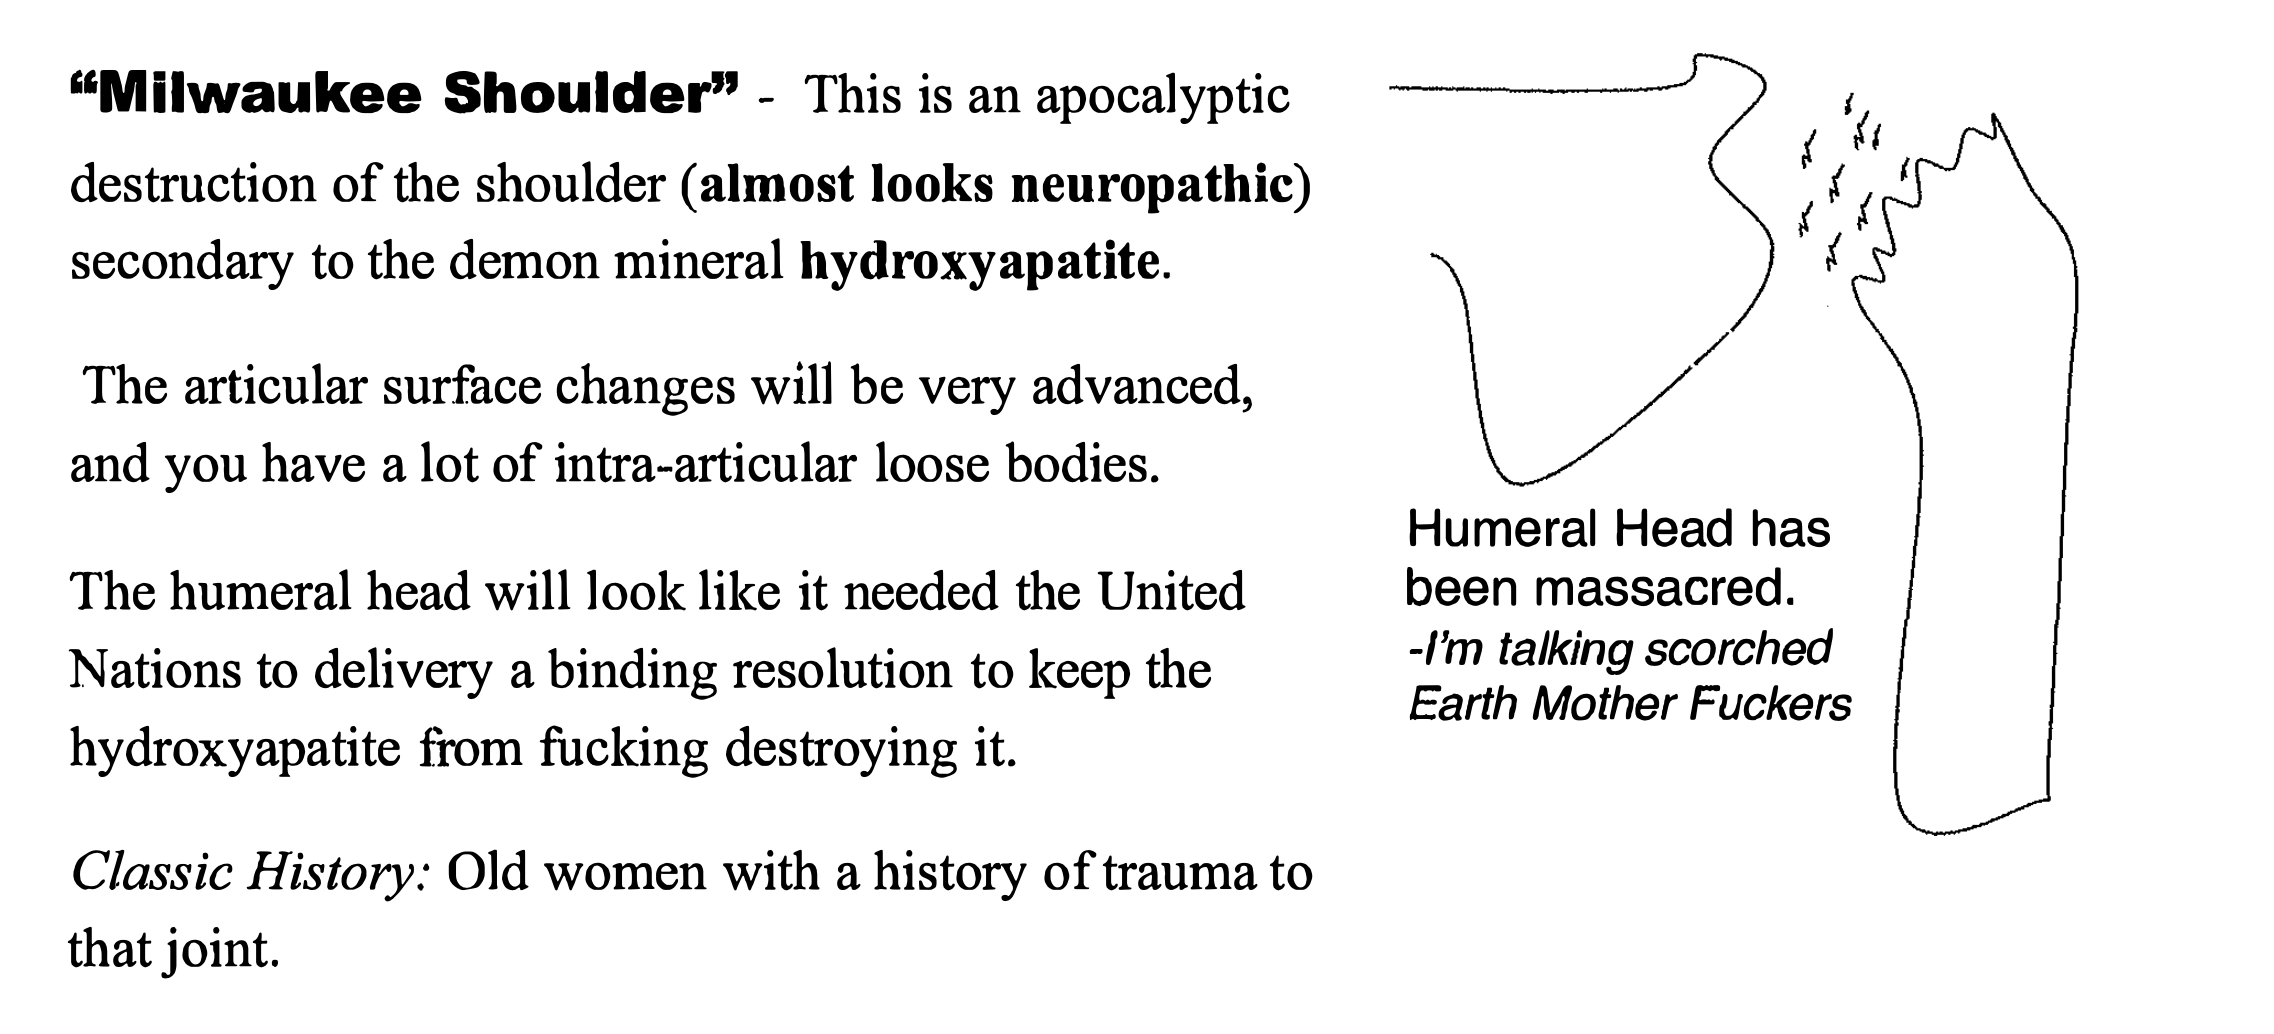 “Milwaukee Shoulder” - This is an apocalyptic
destruction of the shoulder (almost looks neuropathic)
secondary to the demon mineral hydroxyapatite.
The articular surface changes will be very advanced,
and you have a lot of intra-articular loose bodies.
The humeral head will look like it needed the United
Nations to delivery a binding resolution to keep the
hydroxyapatite from fucking destroying it.
Classic History: Old women with a history of trauma to
that joint.
Humeral Head has
been massacred.
-I’m talking scorched
Earth Mother Fuckers